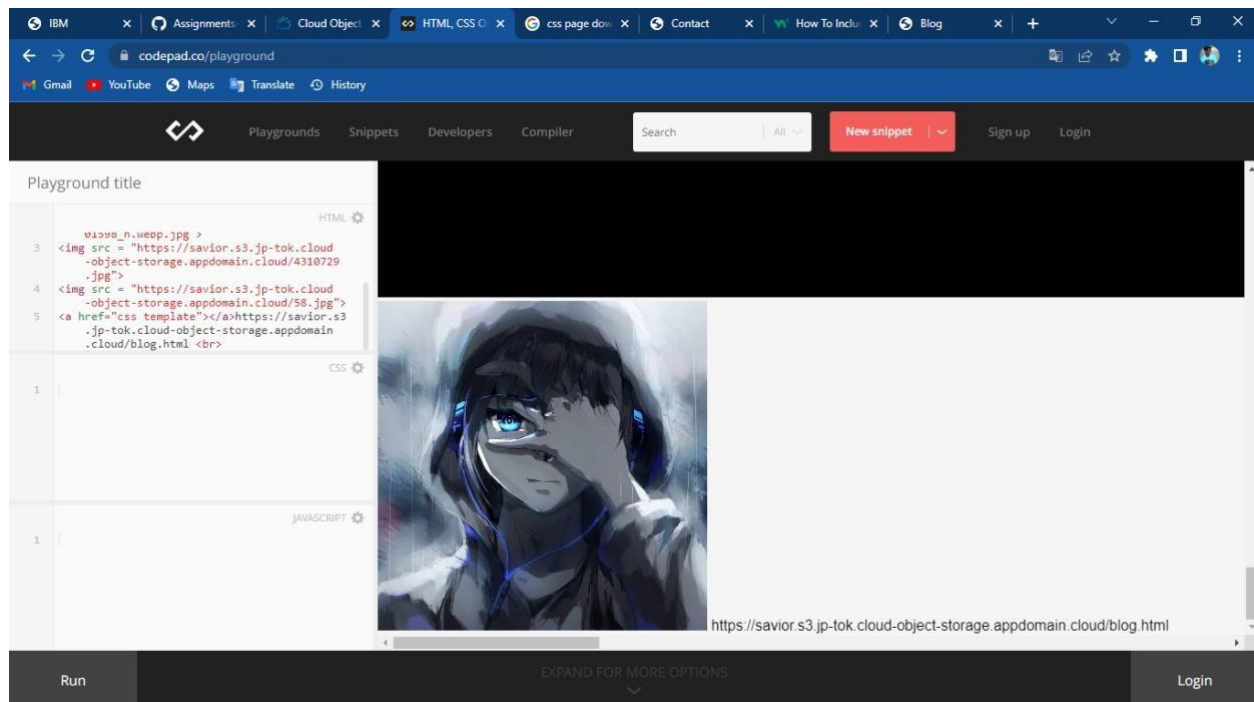 IBM
Assignments
Cloud Object
HTML, CSS O
css page dow
Contact
How To Inclu
Blog
codepad.co/playground
Gmail YouTube Maps Translate History
Playgrounds Snippets Developers Compiler Search All New snippet Sign up Login
Playground title
HTML
01598_n.webp.jpg >
3 <img src = "https://savior.s3.jp-tok.cloud
-object-storage.appdomain.cloud/4310729
.jpg">
4 <img src = "https://savior.s3.jp-tok.cloud
-object-storage.appdomain.cloud/58.jpg">
5 <a href="css template"></a>https://savior.s3
.jp-tok.cloud-object-storage.appdomain
.cloud/blog.html <br>
CSS
1
JAVASCRIPT
1
https://savior.s3.jp-tok.cloud-object-storage.appdomain.cloud/blog.html
Run
EXPAND FOR MORE OPTIONS
Login